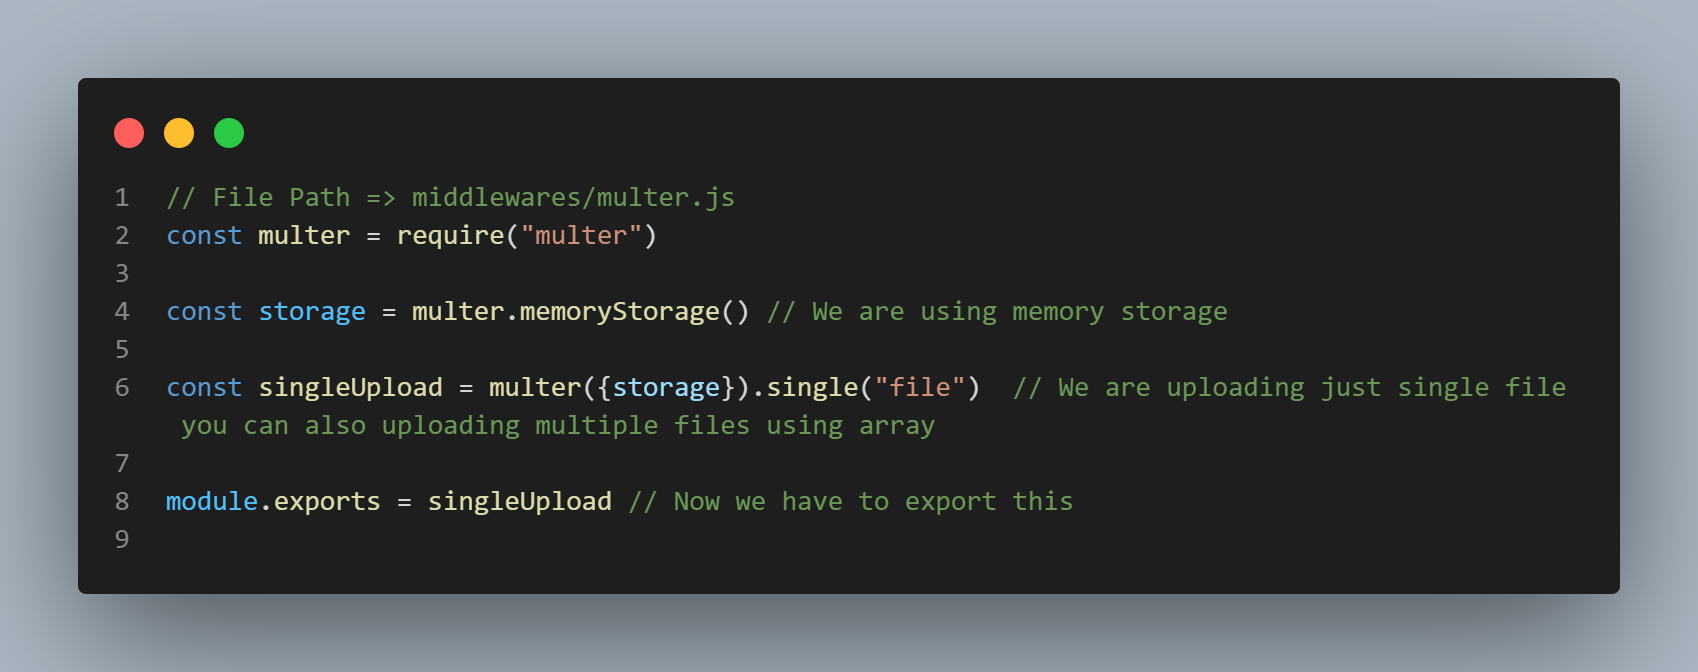 1 // File Path => middlewares/multer.js
2 const multer = require("multer")
3
4 const storage = multer.memoryStorage() // We are using memory storage
5
6 const singleUpload = multer({storage}).single("file")  // We are uploading just single file
you can also uploading multiple files using array
7
8 module.exports = singleUpload // Now we have to export this
9